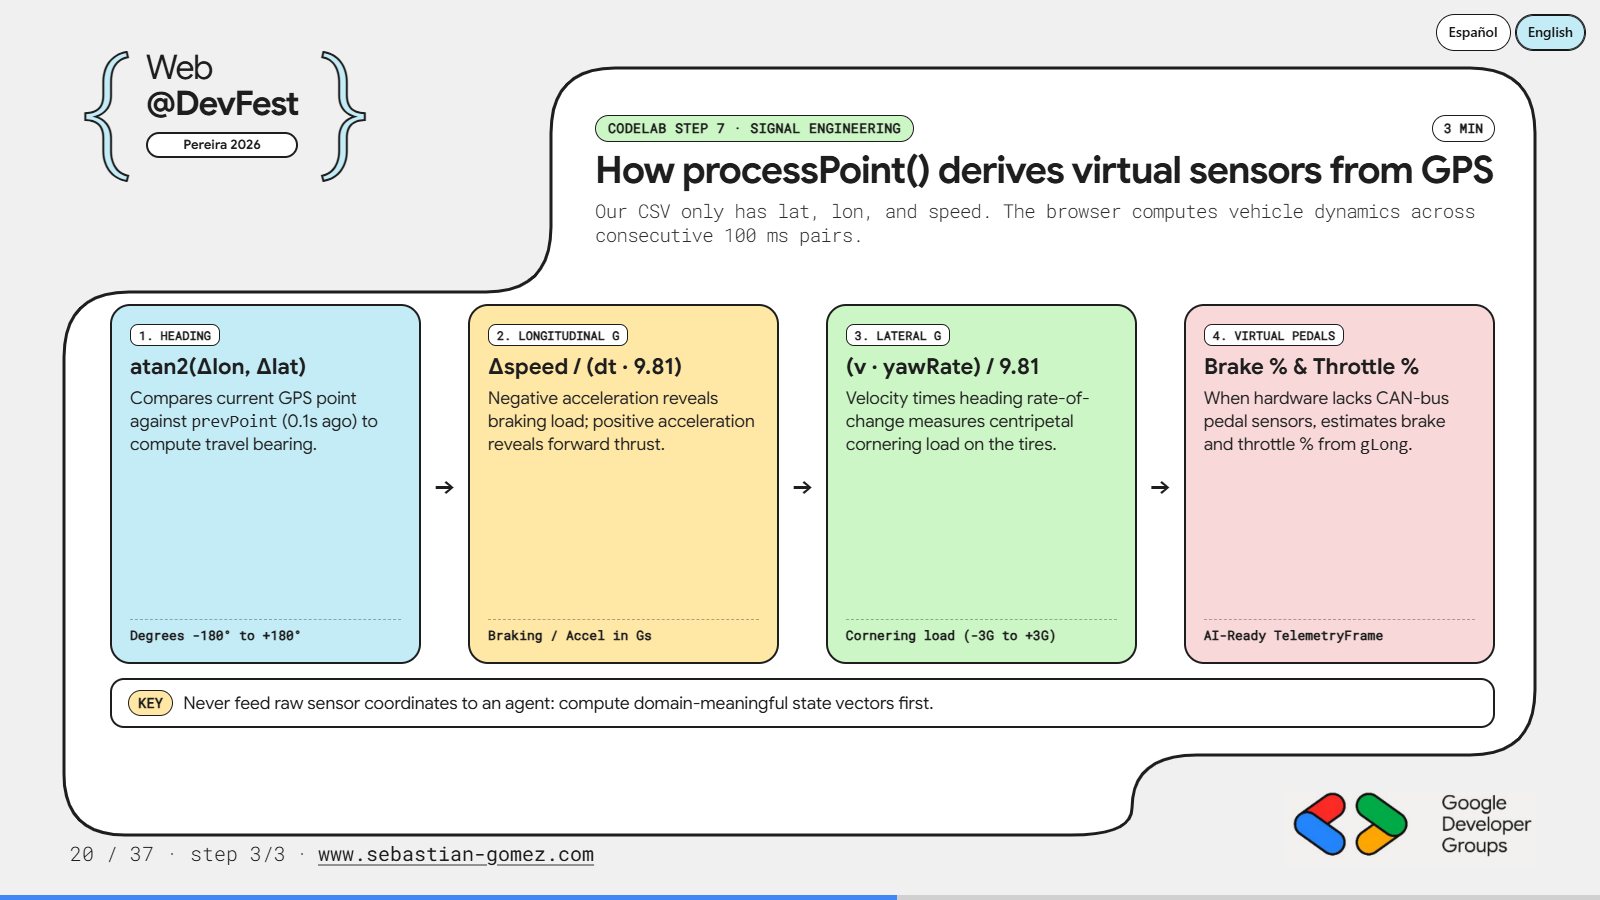 Español
English
Web
@DevFest
Pereira 2026
CODELAB STEP 7 · SIGNAL ENGINEERING
3 MIN
How processPoint() derives virtual sensors from GPS
Our CSV only has lat, lon, and speed. The browser computes vehicle dynamics across
consecutive 100 ms pairs.
1. HEADING
atan2(Δlon, Δlat)
Compares current GPS point
against prevPoint (0.1s ago) to
compute travel bearing.
Degrees -180° to +180°
→
2. LONGITUDINAL G
Δspeed / (dt · 9.81)
Negative acceleration reveals
braking load; positive acceleration
reveals forward thrust.
Braking / Accel in Gs
→
3. LATERAL G
(v · yawRate) / 9.81
Velocity times heading rate-of-
change measures centripetal
cornering load on the tires.
Cornering load (-3G to +3G)
→
4. VIRTUAL PEDALS
Brake % & Throttle %
When hardware lacks CAN-bus
pedal sensors, estimates brake
and throttle % from gLong.
AI-Ready TelemetryFrame
KEY
Never feed raw sensor coordinates to an agent: compute domain-meaningful state vectors first.
20 / 37 · step 3/3 · www.sebastian-gomez.com
Google
Developer
Groups